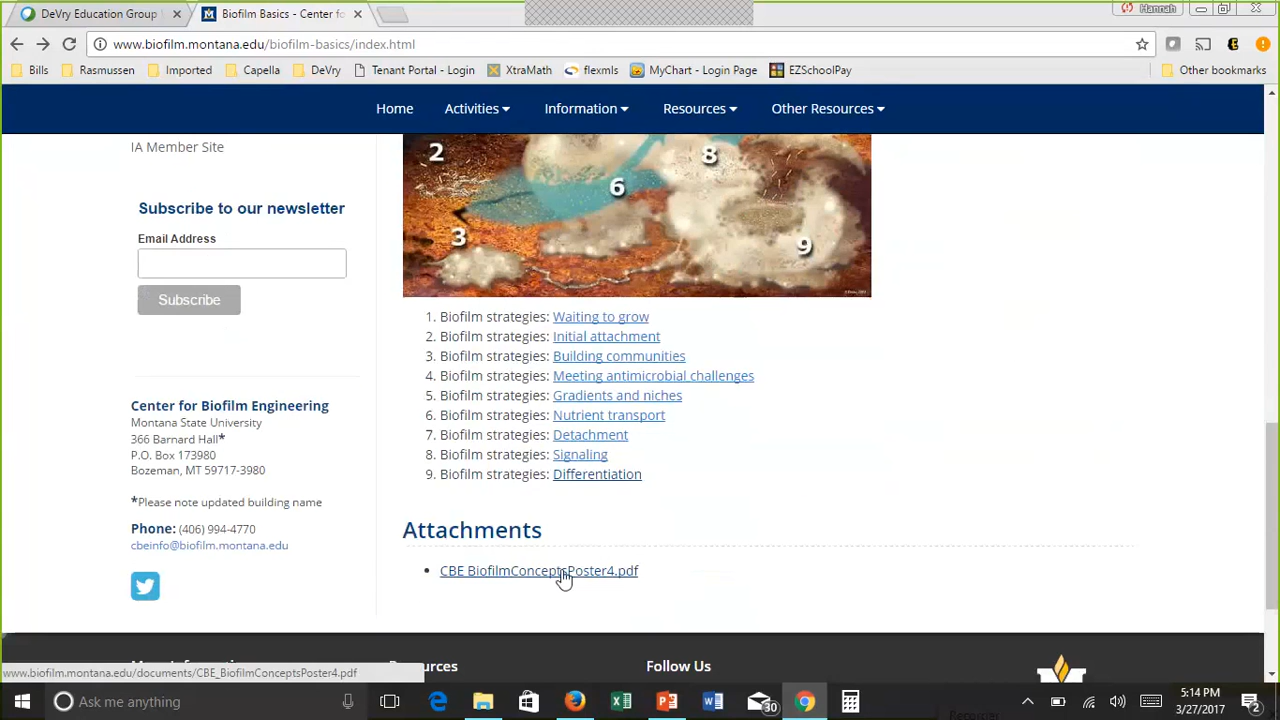 DeVry Education Group
Biofilm Basics - Center fo
Hannah
www.biofilm.montana.edu/biofilm-basics/index.html
Bills
Rasmussen
Imported
Capella
DeVry
Tenant Portal - Login
XtraMath
flexmls
MyChart - Login Page
EZSchoolPay
Other bookmarks
Home
Activities
Information
Resources
Other Resources
IA Member Site
Subscribe to our newsletter
Email Address
Subscribe
Center for Biofilm Engineering
Montana State University
366 Barnard Hall*
P.O. Box 173980
Bozeman, MT 59717-3980
*Please note updated building name
Phone: (406) 994-4770
cbeinfo@biofilm.montana.edu
2
8
6
3
9
1. Biofilm strategies: Waiting to grow
2. Biofilm strategies: Initial attachment
3. Biofilm strategies: Building communities
4. Biofilm strategies: Meeting antimicrobial challenges
5. Biofilm strategies: Gradients and niches
6. Biofilm strategies: Nutrient transport
7. Biofilm strategies: Detachment
8. Biofilm strategies: Signaling
9. Biofilm strategies: Differentiation
Attachments
• CBE BiofilmConceptsPoster4.pdf
Follow Us
www.biofilm.montana.edu/documents/CBE_BiofilmConceptsPoster4.pdf
Ask me anything
30
5:14 PM
3/27/2017
2